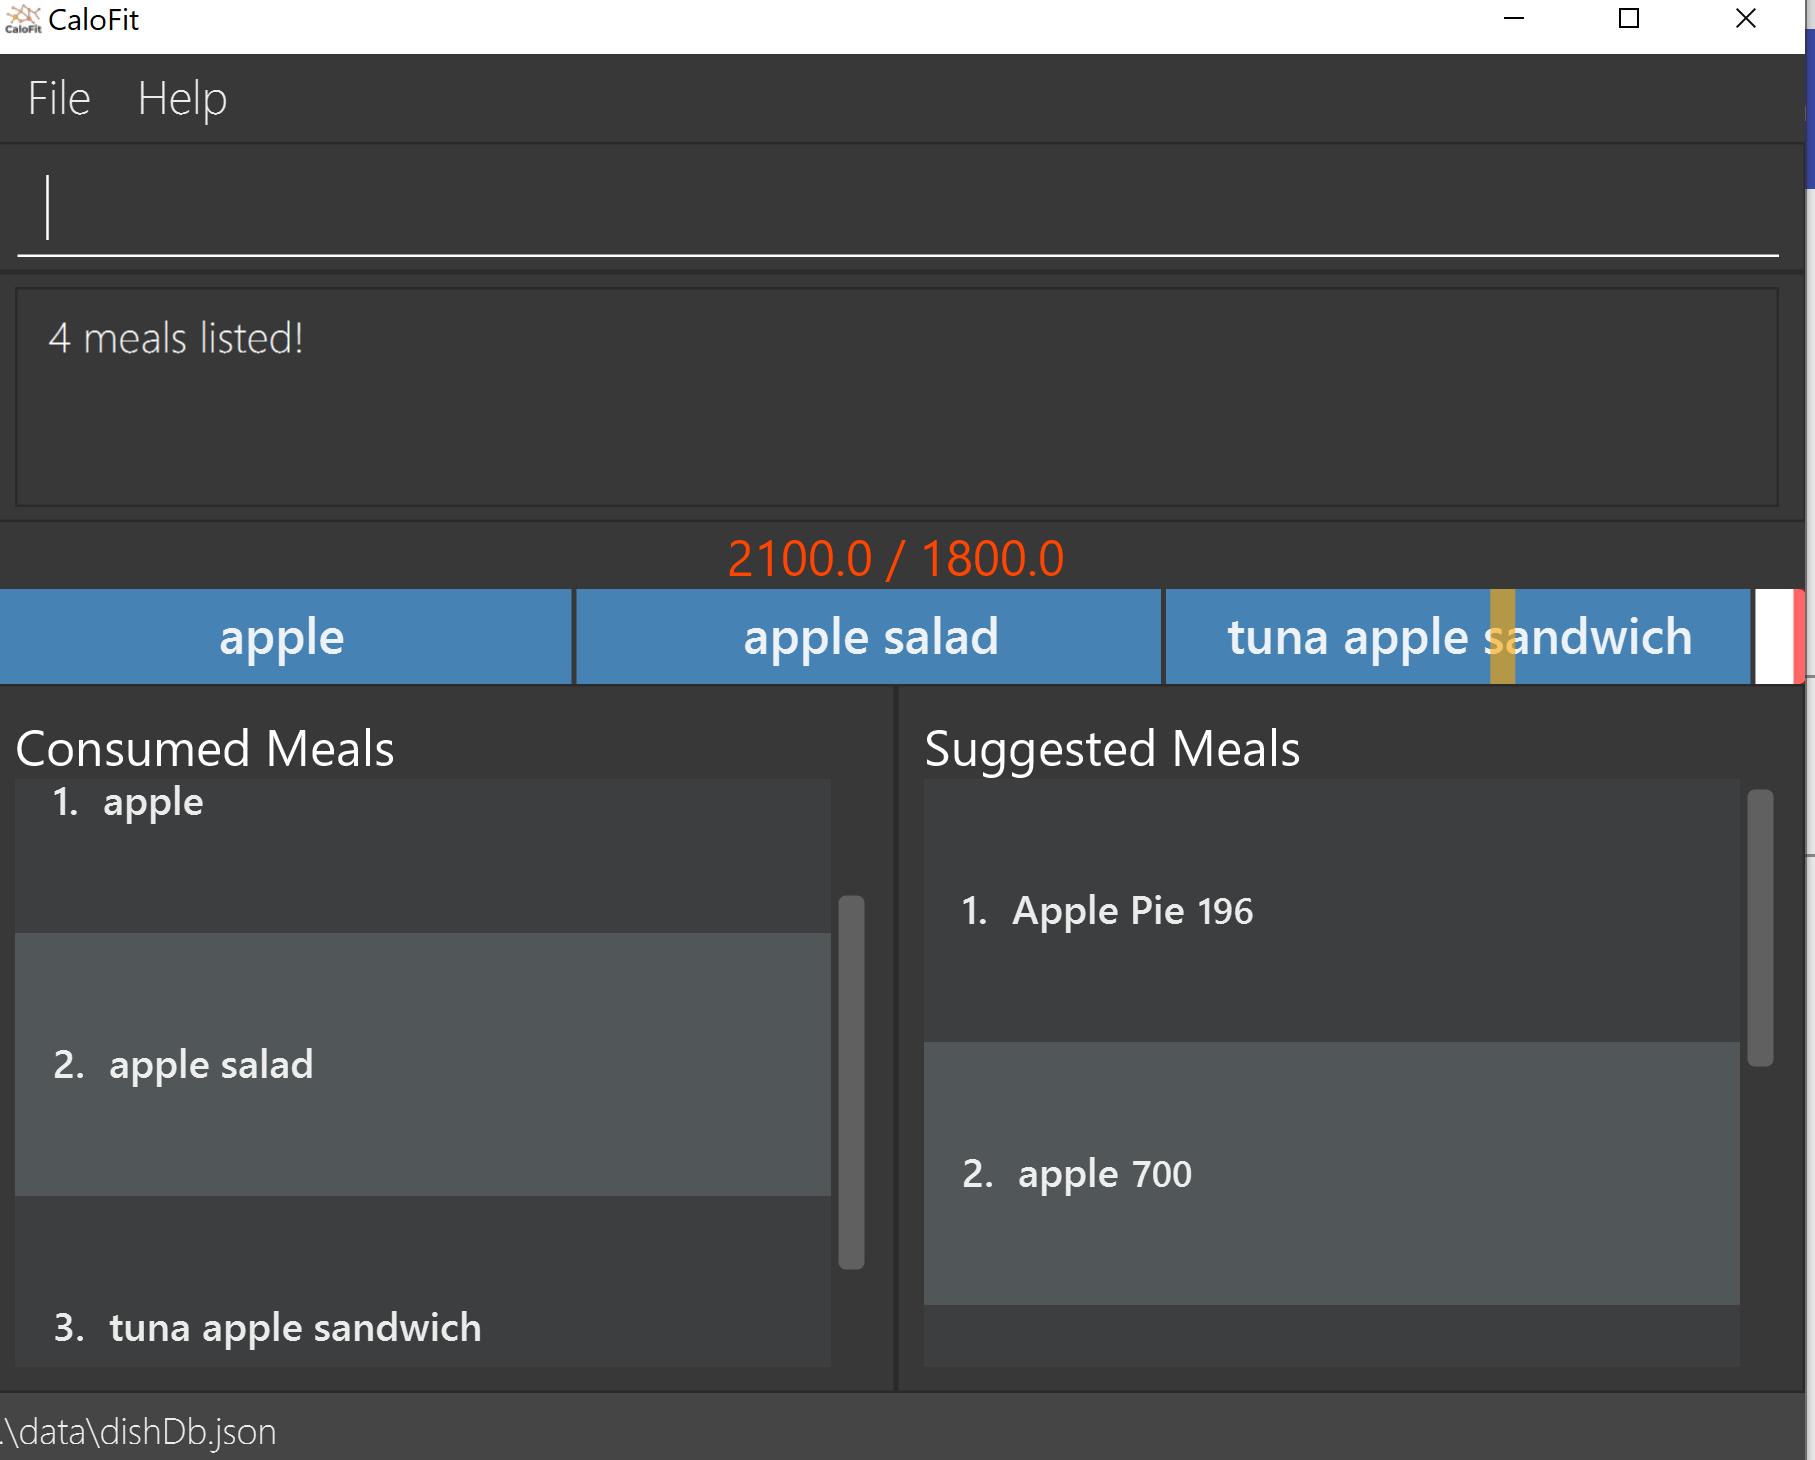 CaloFit CaloFit
File Help
4 meals listed!
2100.0 / 1800.0
apple apple salad tuna apple sandwich
Consumed Meals
1. apple
2. apple salad
3. tuna apple sandwich
Suggested Meals
1. Apple Pie 196
2. apple 700
.\data\dishDb.json